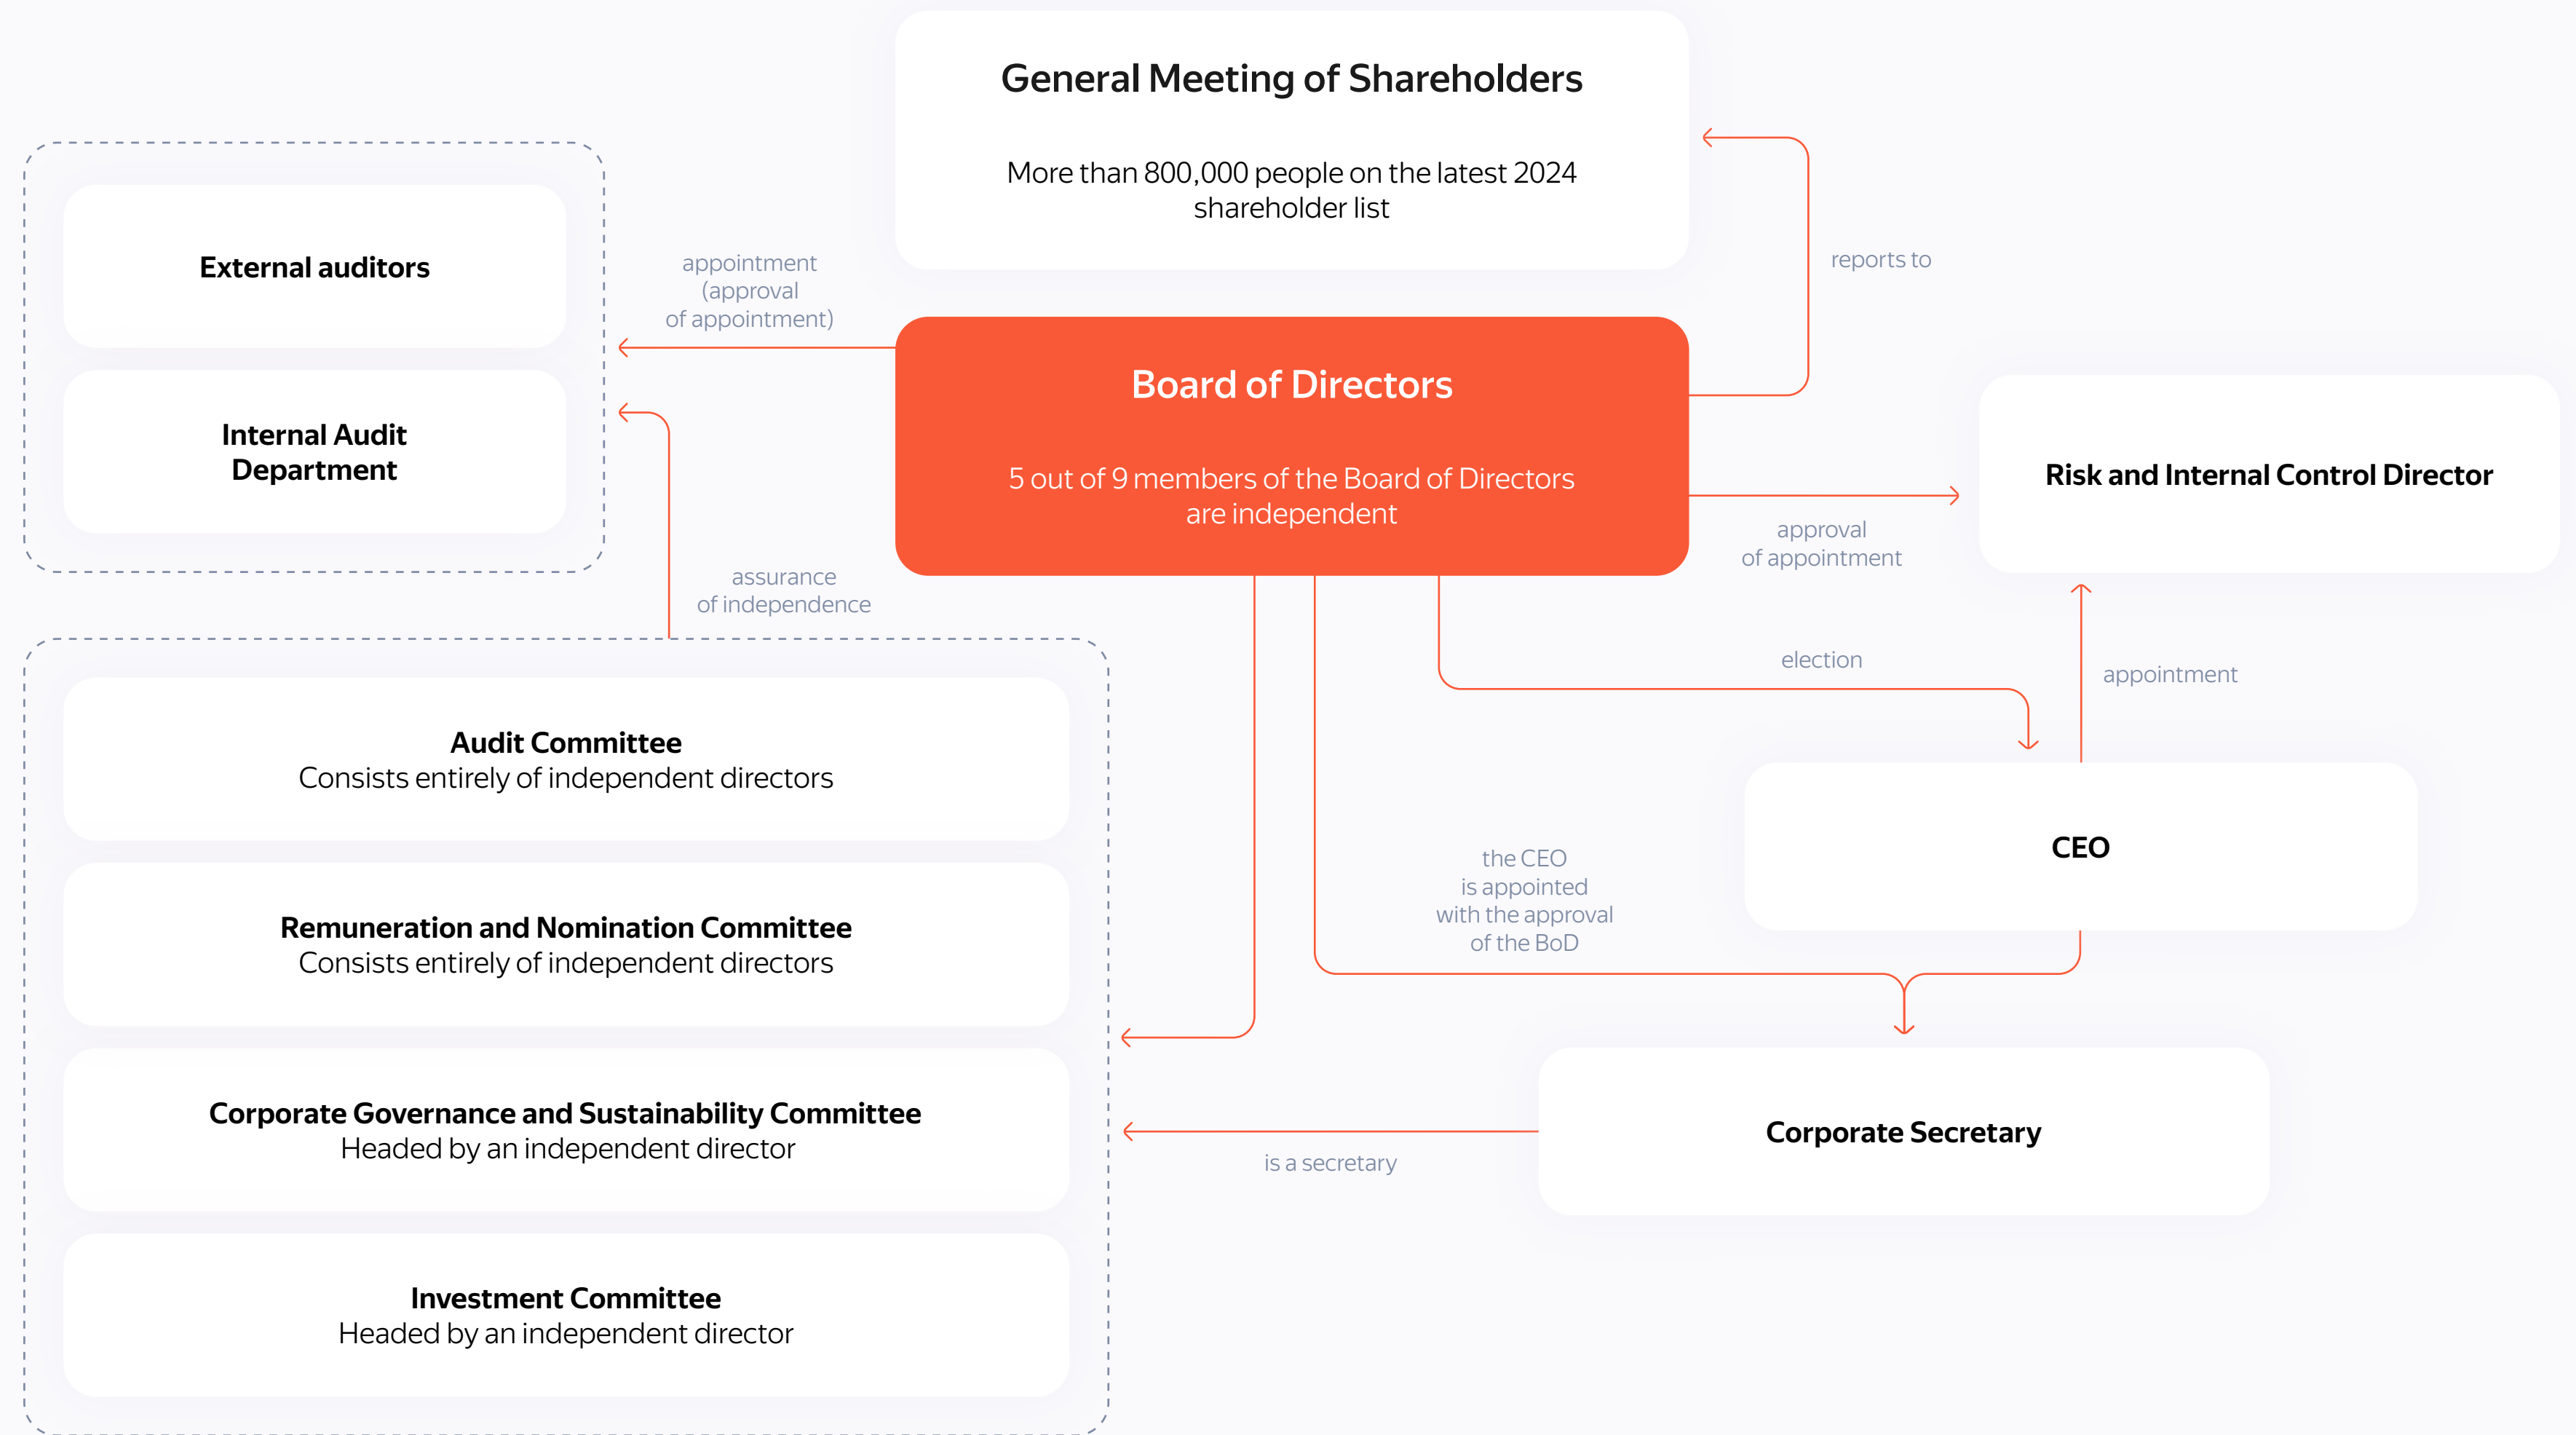 General Meeting of Shareholders
More than 800,000 people on the latest 2024
shareholder list
External auditors
Internal Audit
Department
appointment
(approval
of appointment)
reports to
Board of Directors
5 out of 9 members of the Board of Directors
are independent
Risk and Internal Control Director
approval
of appointment
assurance
of independence
election
appointment
Audit Committee
Consists entirely of independent directors
Remuneration and Nomination Committee
Consists entirely of independent directors
Corporate Governance and Sustainability Committee
Headed by an independent director
Investment Committee
Headed by an independent director
CEO
the CEO
is appointed
with the approval
of the BoD
Corporate Secretary
is a secretary